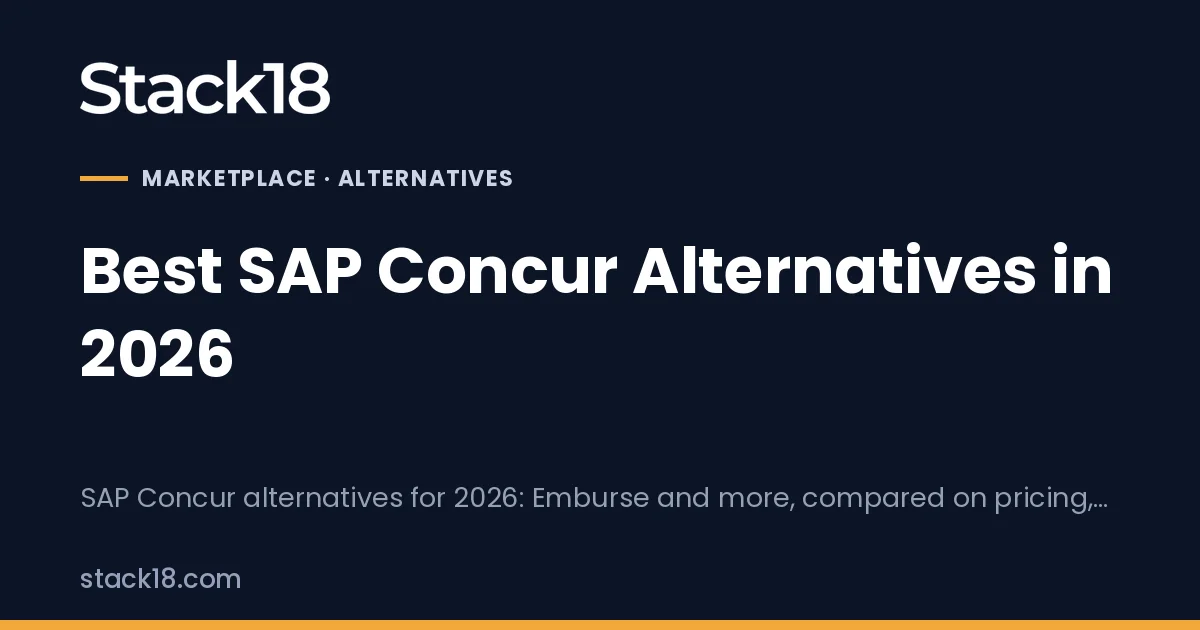 Stack18
MARKETPLACE · ALTERNATIVES
Best SAP Concur Alternatives in
2026
SAP Concur alternatives for 2026: Emburse and more, compared on pricing,...
stack18.com